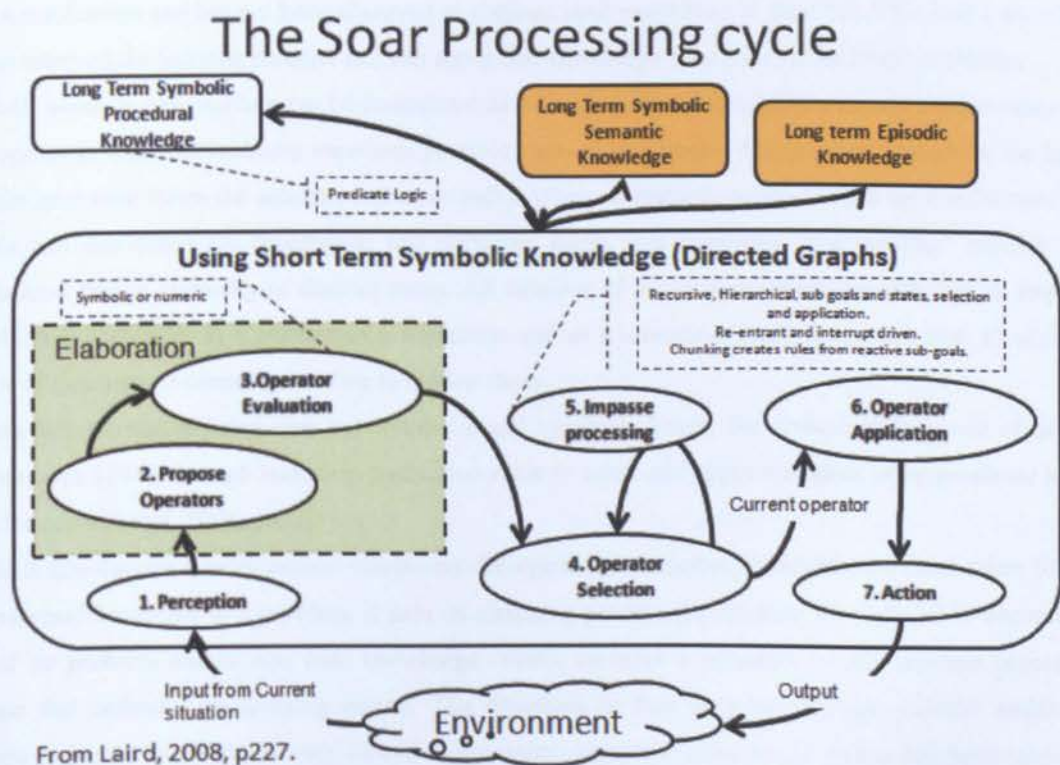 The Soar Processing cycle
Long Term Symbolic
Procedural
Knowledge
Long Term Symbolic
Semantic
Knowledge
Long term Episodic
Knowledge
Predicate Logic
Using Short Term Symbolic Knowledge (Directed Graphs)
Symbolic or numeric
Recursive, Hierarchical, sub goals and states, selection
and application.
Re-entrant and interrupt driven.
Chunking creates rules from reactive sub-goals.
Elaboration
3.Operator
Evaluation
5. Impasse
processing
6. Operator
Application
2. Propose
Operators
Current operator
4. Operator
Selection
1. Perception
7. Action
Input from Current
situation
Environment
Output
From Laird, 2008, p227.